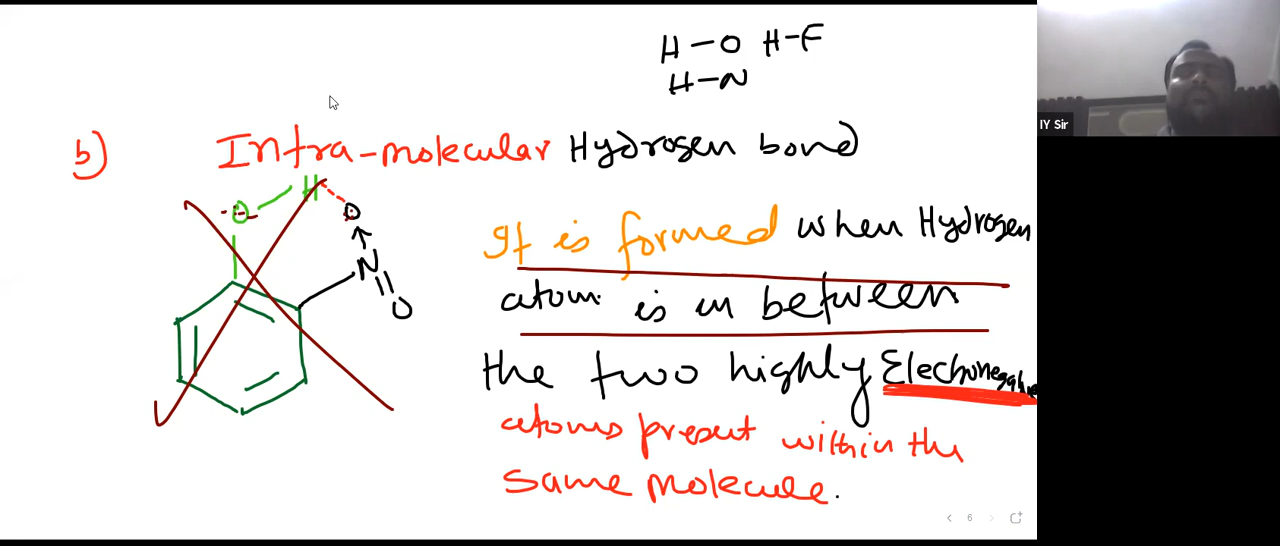 H-O H-F
H-N
b) Intra-molecular Hydrogen bond
H
O
O
N
O
It is formed when Hydrogen
atom is in between
the two highly Electronegative
atoms present within the
same molecule.
IY Sir
6